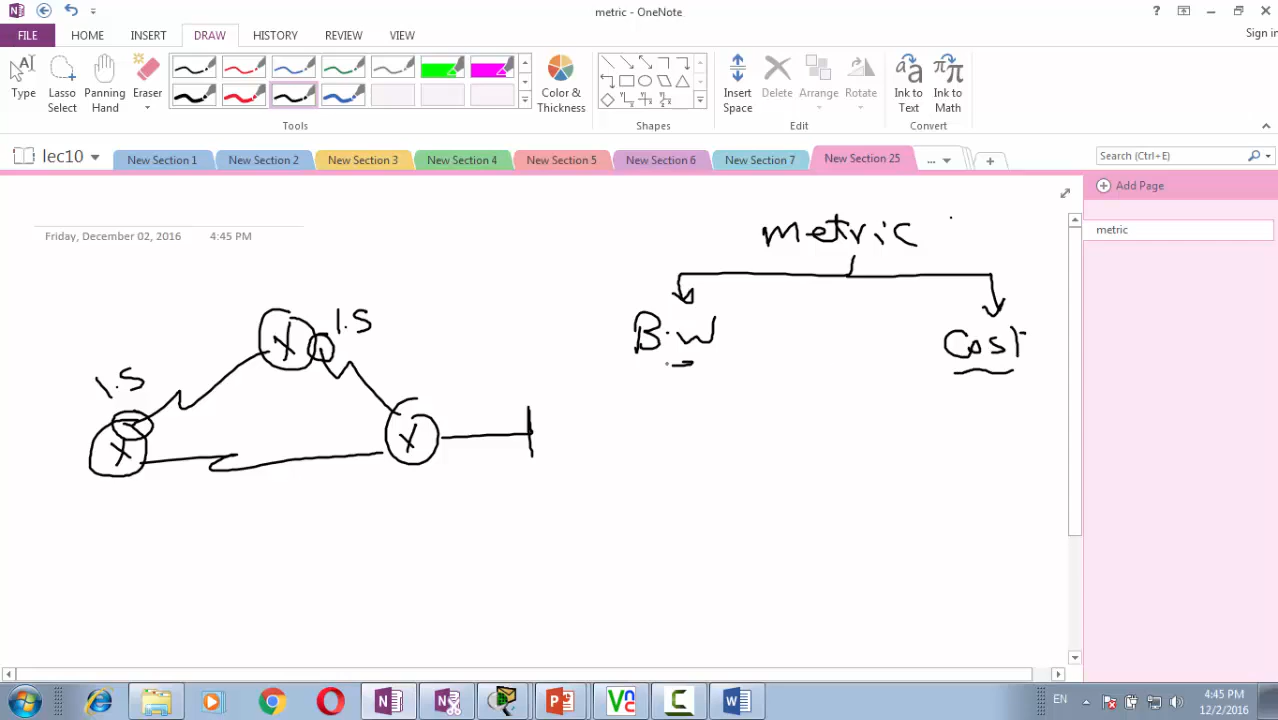 metric - OneNote
? 
Sign in
FILE HOME INSERT DRAW HISTORY REVIEW VIEW
Type
Lasso Select
Panning Hand
Eraser
Color & Thickness
Insert Space
Delete
Arrange
Rotate
Ink to Text
Ink to Math
Tools
Shapes
Edit
Convert
lec10
New Section 1
New Section 2
New Section 3
New Section 4
New Section 5
New Section 6
New Section 7
New Section 25
...
Search (Ctrl+E)
Add Page
metric
Friday, December 02, 2016 4:45 PM
metric
B.W
Cost
1.5
1.5
X
X
X
EN
4:45 PM
12/2/2016